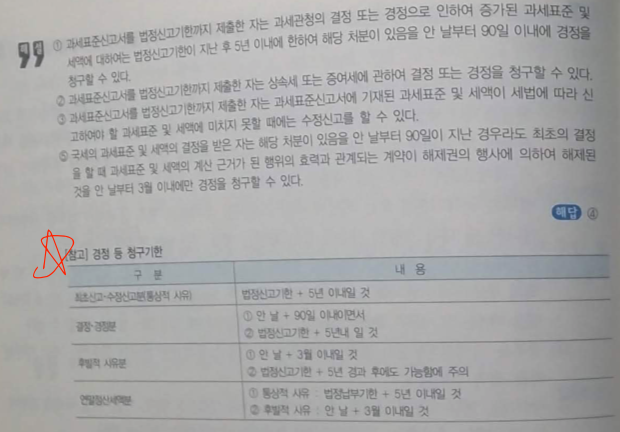 해설
① 과세표준신고서를 법정신고기한까지 제출한 자는 과세관청의 결정 또는 경정으로 인하여 증가된 과세표준 및
세액에 대하여는 법정신고기한이 지난 후 5년 이내에 한하여 해당 처분이 있음을 안 날부터 90일 이내에 경정을
청구할 수 있다.
② 과세표준신고서를 법정신고기한까지 제출한 자는 상속세 또는 증여세에 관하여 결정 또는 경정을 청구할 수 있다.
③ 과세표준신고서를 법정신고기한까지 제출한 자는 과세표준신고서에 기재된 과세표준 및 세액이 세법에 따라 신
고하여야 할 과세표준 및 세액에 미치지 못할 때에는 수정신고를 할 수 있다.
⑤ 국세의 과세표준 및 세액의 결정을 받은 자는 해당 처분이 있음을 안 날부터 90일이 지난 경우라도 최초의 결정
을 할 때 과세표준 및 세액의 계산 근거가 된 행위의 효력과 관계되는 계약이 해제권의 행사에 의하여 해제된
것을 안 날부터 3월 이내에만 경정을 청구할 수 있다.
해답 ④
[참고] 경정 등 청구기한
구 분 내 용
최초신고·수정신고분(통상적 사유) 법정신고기한 + 5년 이내일 것
결정·경정분 ① 안 날 + 90일 이내이면서
② 법정신고기한 + 5년내 일 것
후발적 사유분 ① 안 날 + 3월 이내일 것
② 법정신고기한 + 5년 경과 후에도 가능함에 주의
연말정산세액분 ① 통상적 사유 : 법정납부기한 + 5년 이내일 것
② 후발적 사유 : 안 날 + 3월 이내일 것